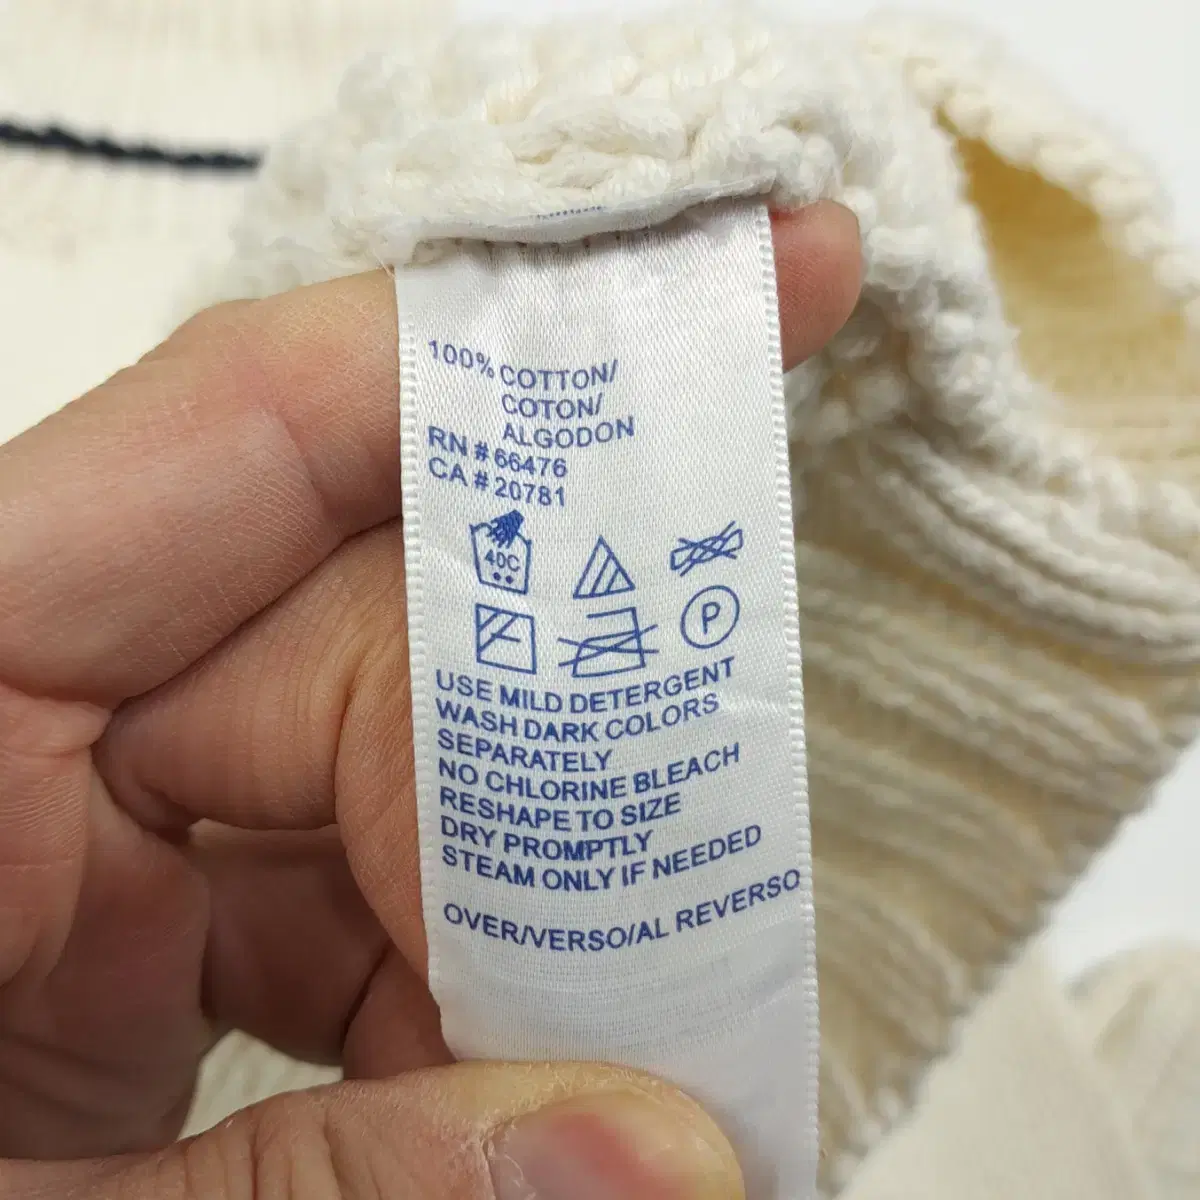 100% COTTON/
COTON/
ALGODON
RN # 66476
CA # 20781
40C
P
USE MILD DETERGENT
WASH DARK COLORS
SEPARATELY
NO CHLORINE BLEACH
RESHAPE TO SIZE
DRY PROMPTLY
STEAM ONLY IF NEEDED
OVER/VERSO/AL REVERSO